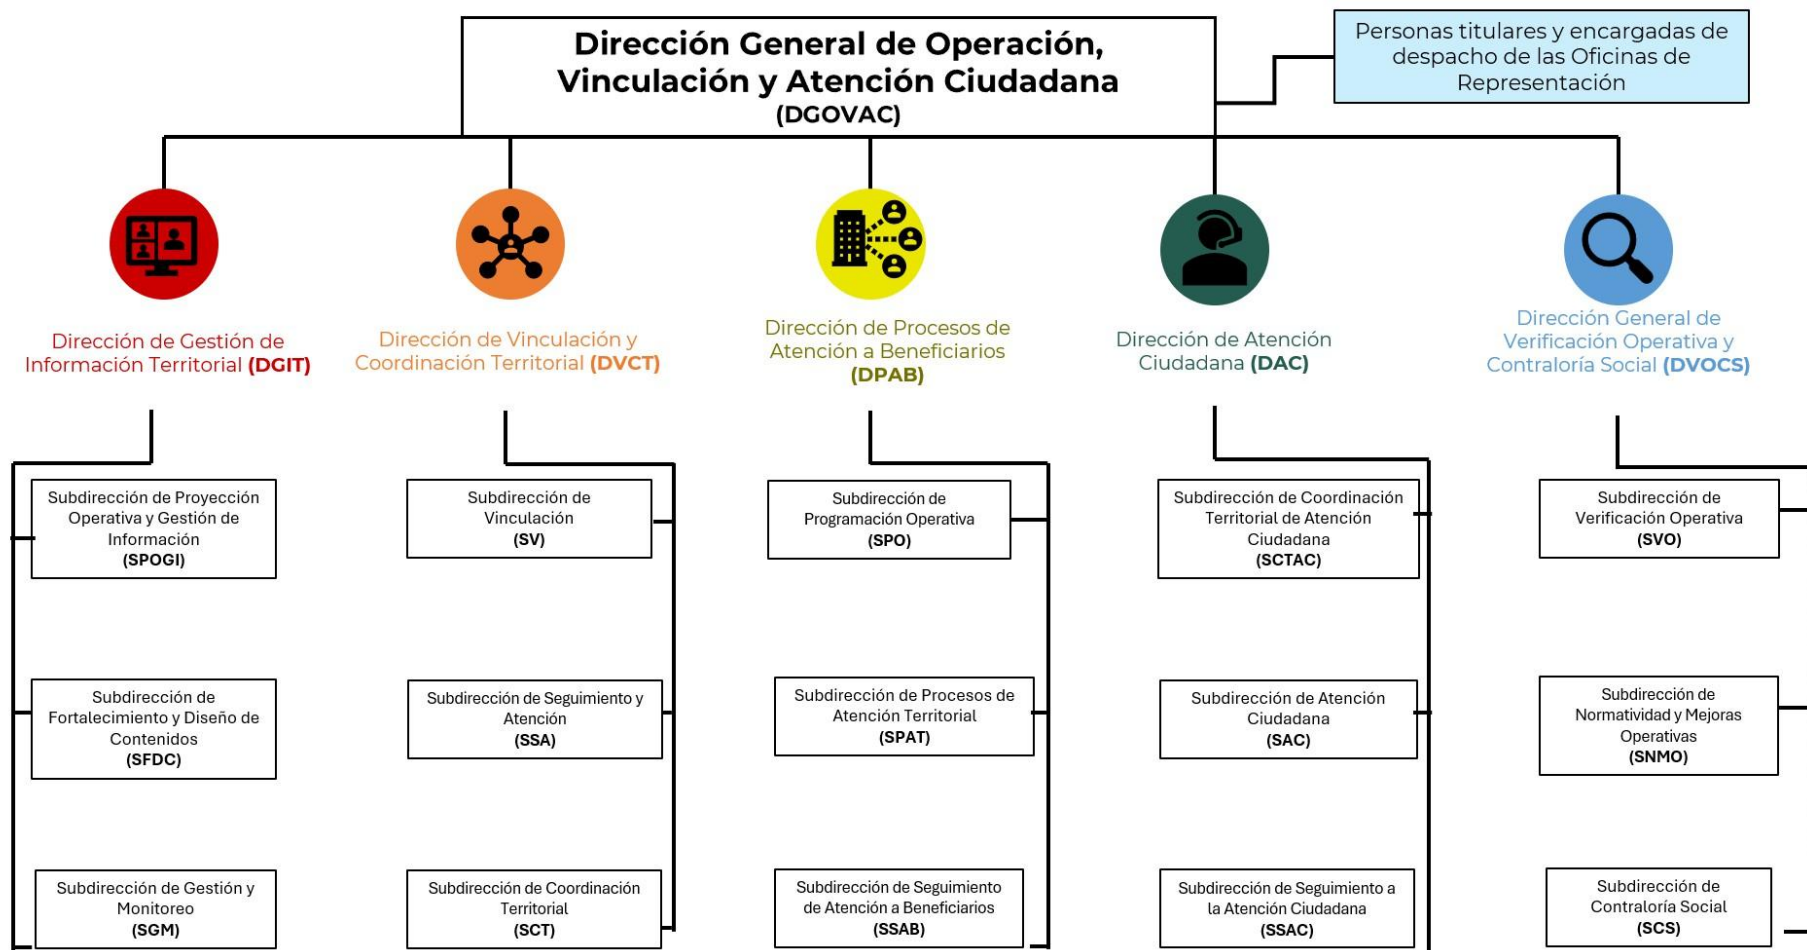 Dirección General de Operación,
Vinculación y Atención Ciudadana
(DGOVAC)
Personas titulares y encargadas de
despacho de las Oficinas de
Representación
Dirección de Gestión de
Información Territorial (DGIT)
Dirección de Vinculación y
Coordinación Territorial (DVCT)
Dirección de Procesos de
Atención a Beneficiarios
(DPAB)
Dirección de Atención
Ciudadana (DAC)
Dirección General de
Verificación Operativa y
Contraloría Social (DVOCS)
Subdirección de Proyección
Operativa y Gestión de
Información
(SPOGI)
Subdirección de
Vinculación
(SV)
Subdirección de
Programación Operativa
(SPO)
Subdirección de Coordinación
Territorial de Atención
Ciudadana
(SCTAC)
Subdirección de
Verificación Operativa
(SVO)
Subdirección de
Fortalecimiento y Diseño de
Contenidos
(SFDC)
Subdirección de Seguimiento y
Atención
(SSA)
Subdirección de Procesos de
Atención Territorial
(SPAT)
Subdirección de Atención
Ciudadana
(SAC)
Subdirección de
Normatividad y Mejoras
Operativas
(SNMO)
Subdirección de Gestión y
Monitoreo
(SGM)
Subdirección de Coordinación
Territorial
(SCT)
Subdirección de Seguimiento
de Atención a Beneficiarios
(SSAB)
Subdirección de Seguimiento a
la Atención Ciudadana
(SSAC)
Subdirección de
Contraloría Social
(SCS)